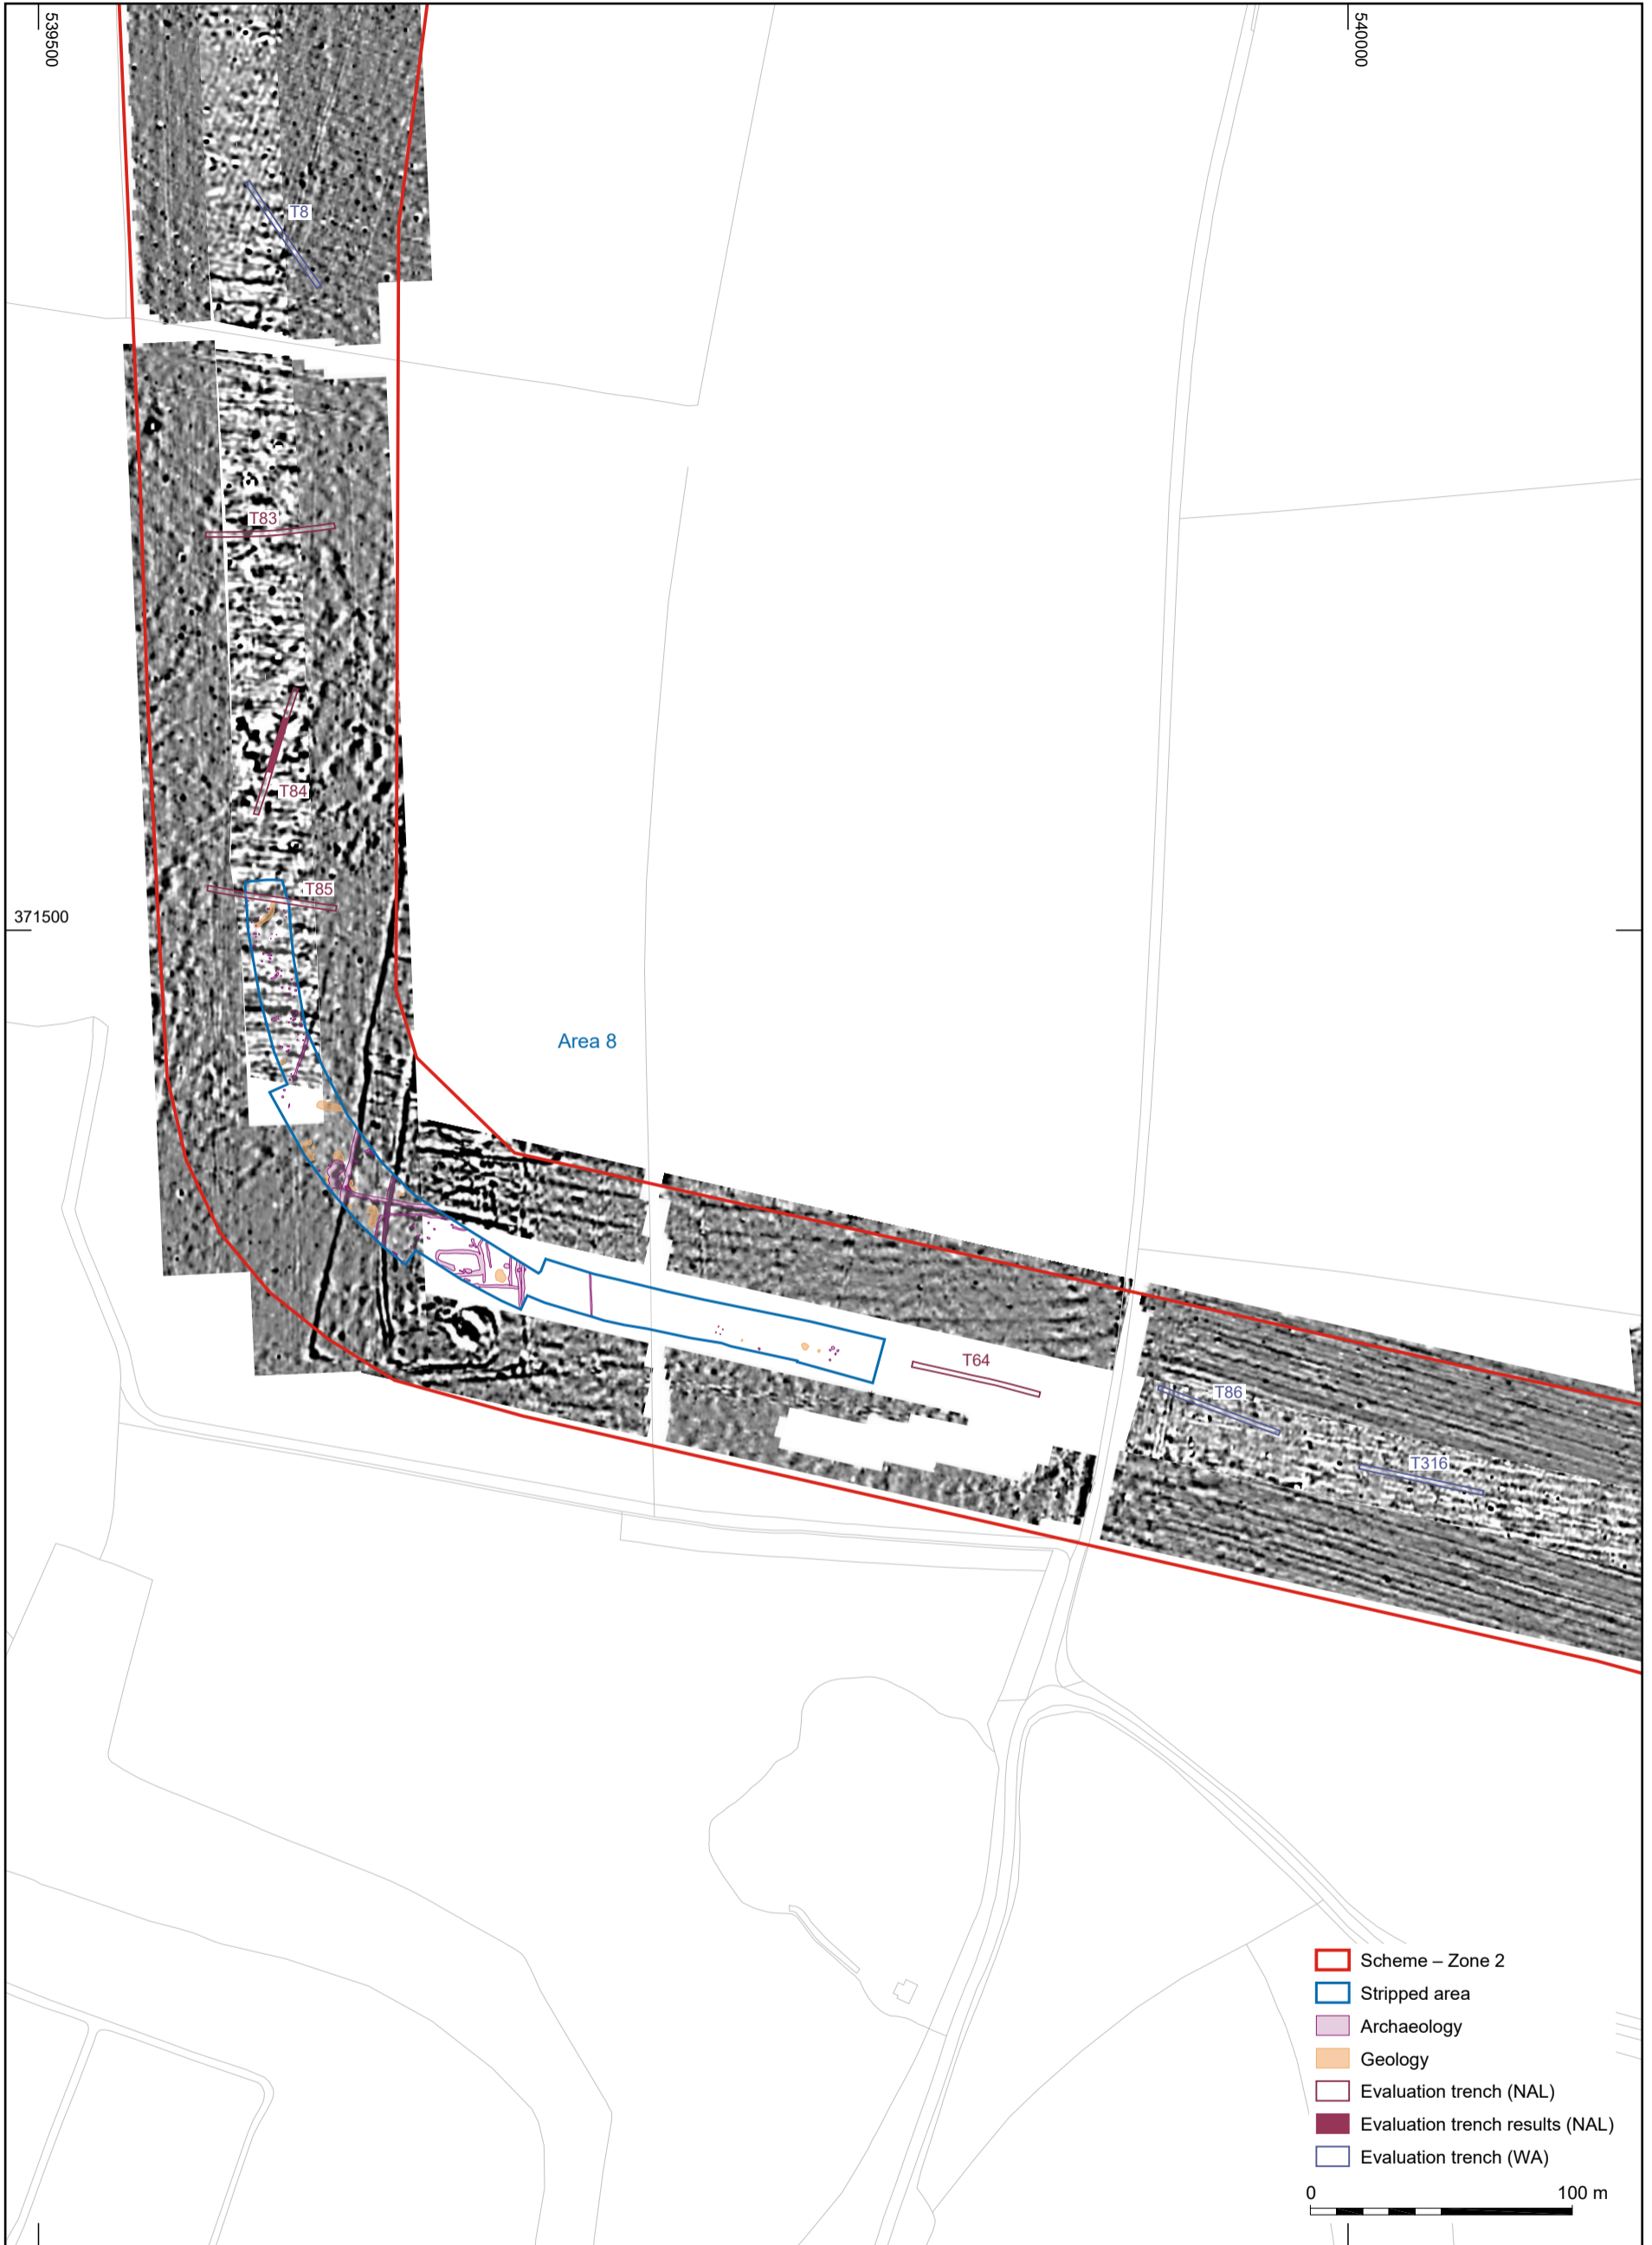 539500
540000
T8
T83
T84
T85
371500
Area 8
T64
T86
T316
Scheme – Zone 2
Stripped area
Archaeology
Geology
Evaluation trench (NAL)
Evaluation trench results (NAL)
Evaluation trench (WA)
0 100 m